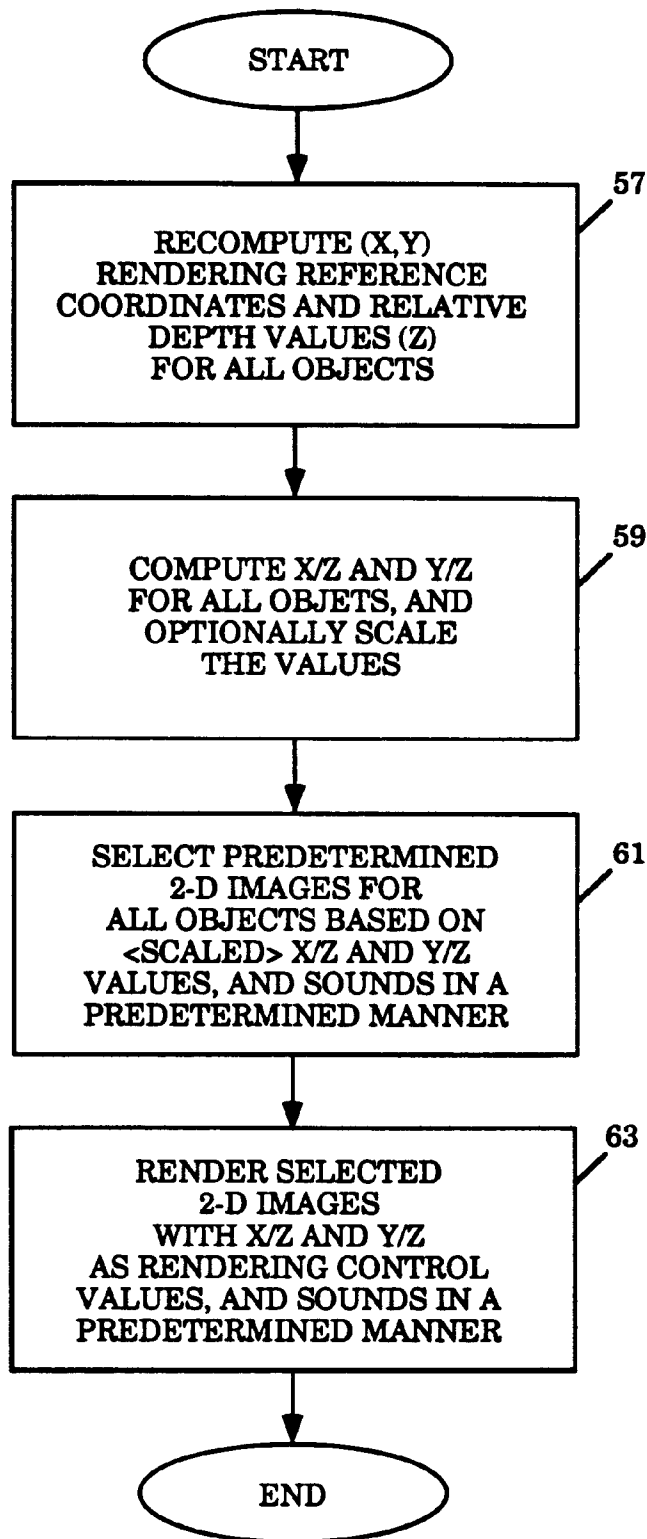 START
57
RECOMPUTE (X,Y)
RENDERING REFERENCE
COORDINATES AND RELATIVE
DEPTH VALUES (Z)
FOR ALL OBJECTS
59
COMPUTE X/Z AND Y/Z
FOR ALL OBJETS, AND
OPTIONALLY SCALE
THE VALUES
61
SELECT PREDETERMINED
2-D IMAGES FOR
ALL OBJECTS BASED ON
<SCALED> X/Z AND Y/Z
VALUES, AND SOUNDS IN A
PREDETERMINED MANNER
63
RENDER SELECTED
2-D IMAGES
WITH X/Z AND Y/Z
AS RENDERING CONTROL
VALUES, AND SOUNDS IN A
PREDETERMINED MANNER
END